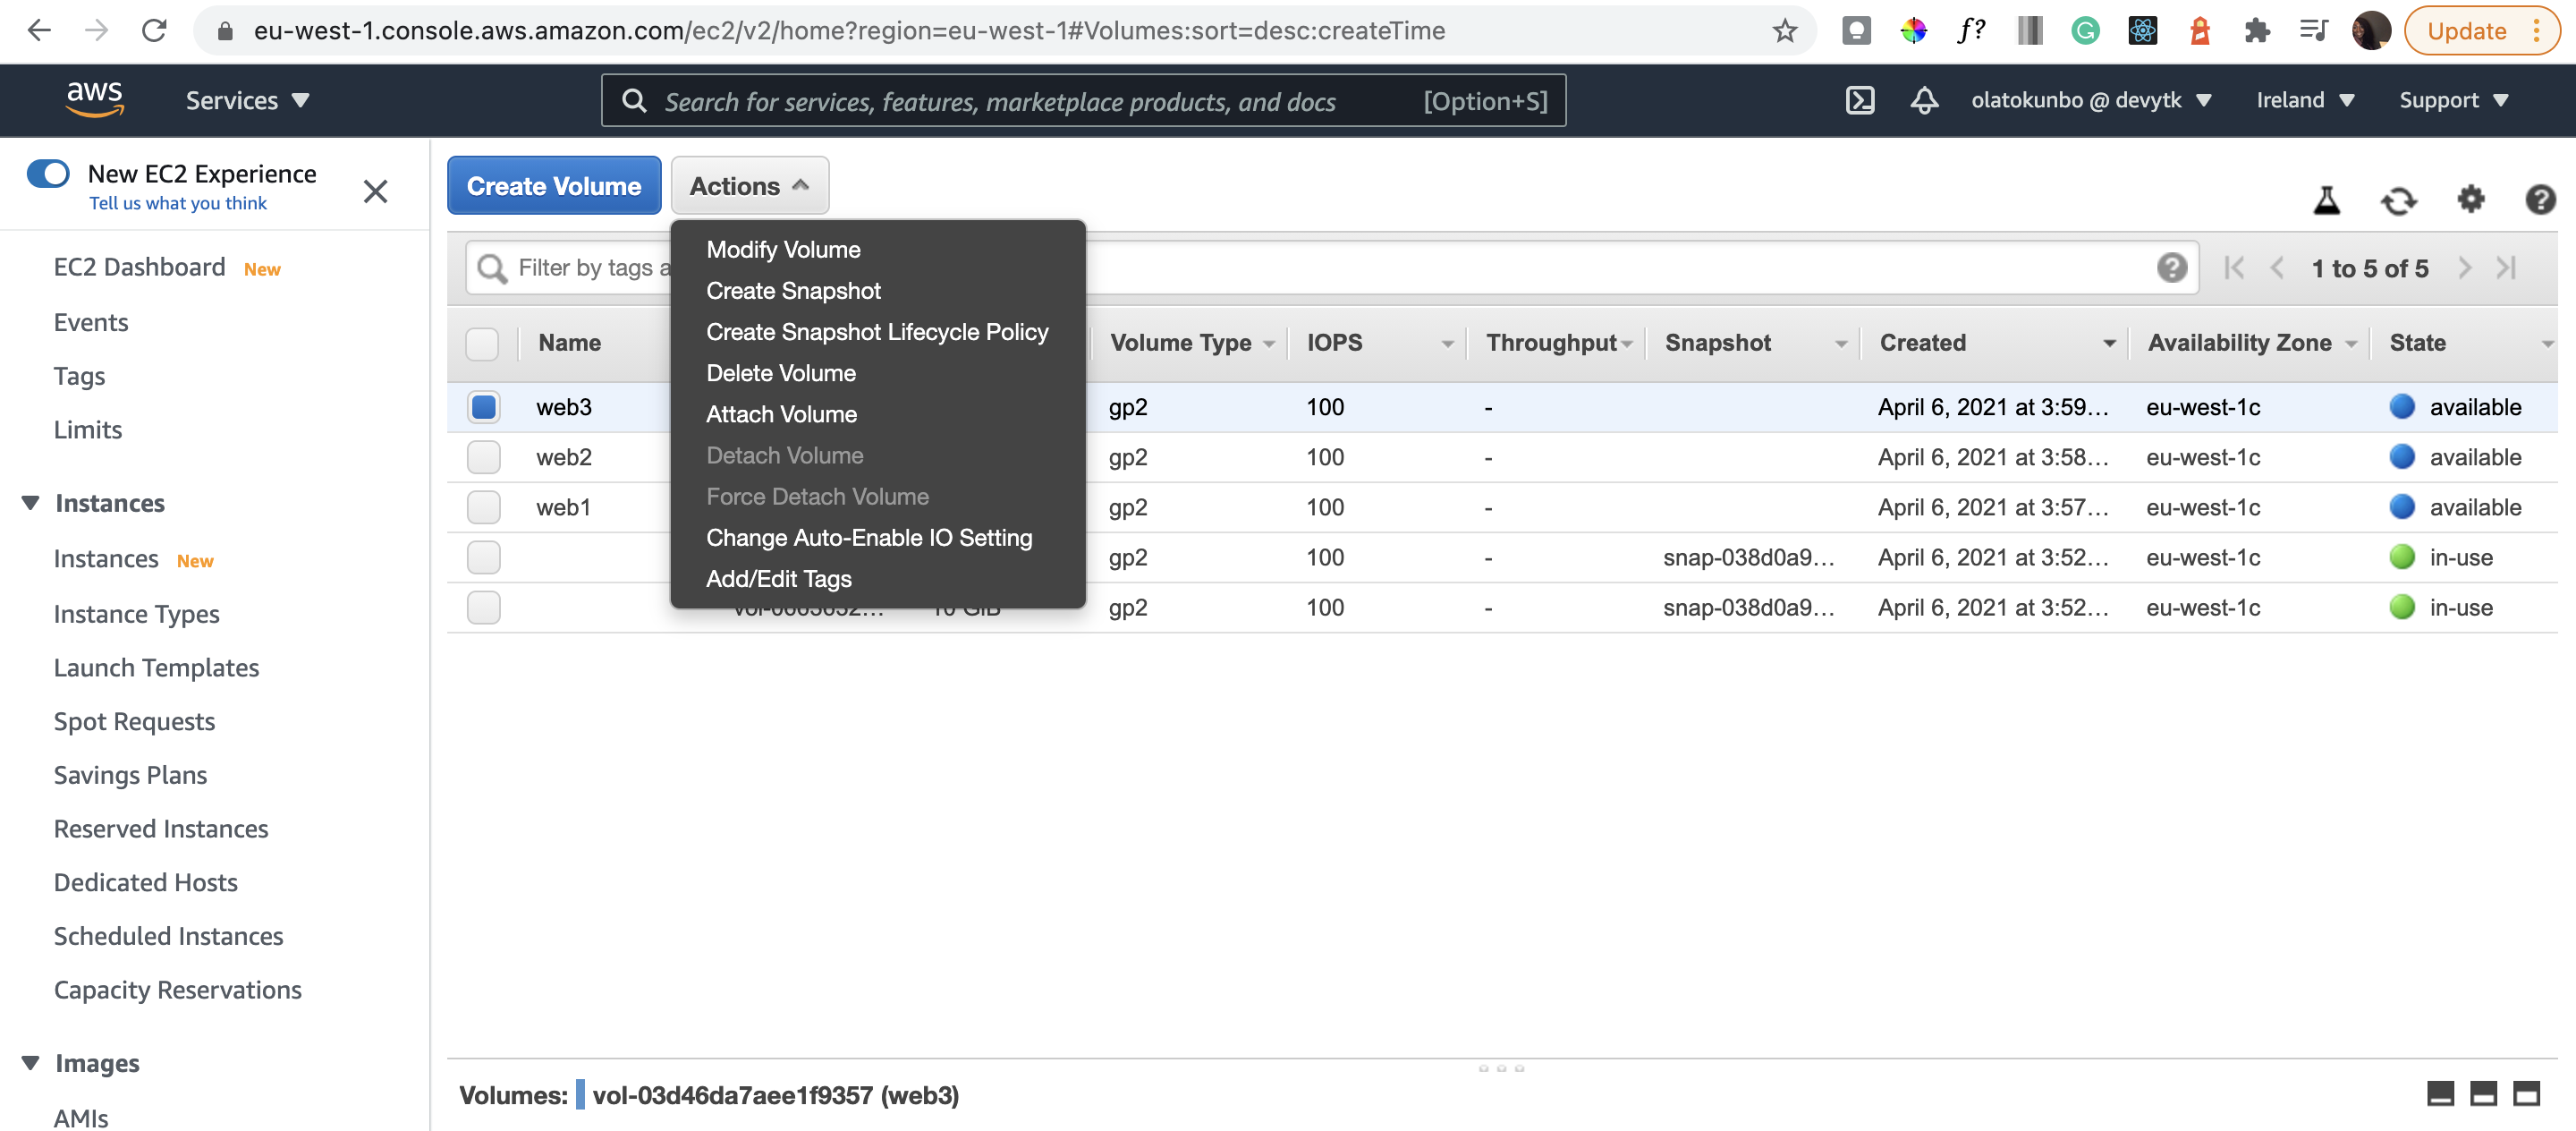 eu-west-1.console.aws.amazon.com/ec2/v2/home?region=eu-west-1#Volumes:sort=desc:createTime
Update
aws
Services
Search for services, features, marketplace products, and docs
[Option+S]
olatokunbo @ devytk
Ireland
Support
New EC2 Experience
Tell us what you think
EC2 Dashboard New
Events
Tags
Limits
Instances
Instances New
Instance Types
Launch Templates
Spot Requests
Savings Plans
Reserved Instances
Dedicated Hosts
Scheduled Instances
Capacity Reservations
Images
AMIs
Create Volume
Actions
Modify Volume
Create Snapshot
Create Snapshot Lifecycle Policy
Delete Volume
Attach Volume
Detach Volume
Force Detach Volume
Change Auto-Enable IO Setting
Add/Edit Tags
Filter by tags
1 to 5 of 5
Name Volume Type IOPS Throughput Snapshot Created Availability Zone State
web3 gp2 100 - April 6, 2021 at 3:59... eu-west-1c available
web2 gp2 100 - April 6, 2021 at 3:58... eu-west-1c available
web1 gp2 100 - April 6, 2021 at 3:57... eu-west-1c available
gp2 100 - snap-038d0a9... April 6, 2021 at 3:52... eu-west-1c in-use
10 GiB gp2 100 - snap-038d0a9... April 6, 2021 at 3:52... eu-west-1c in-use
Volumes: vol-03d46da7aee1f9357 (web3)